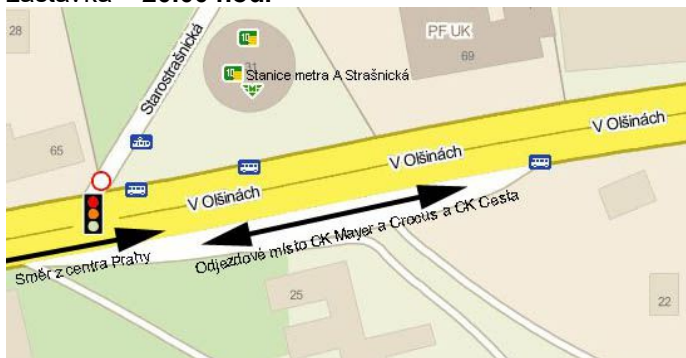 zastávka – 20.00 hod.
28
PF UK
69
10
31
10
Stanice metra A Strašnická
Starostrašnická
65
V Olšinách
V Olšinách
V Olšinách
Směr z centra Prahy
Odjezdové místo CK Mayer a Crocus a CK Cesta
25
22